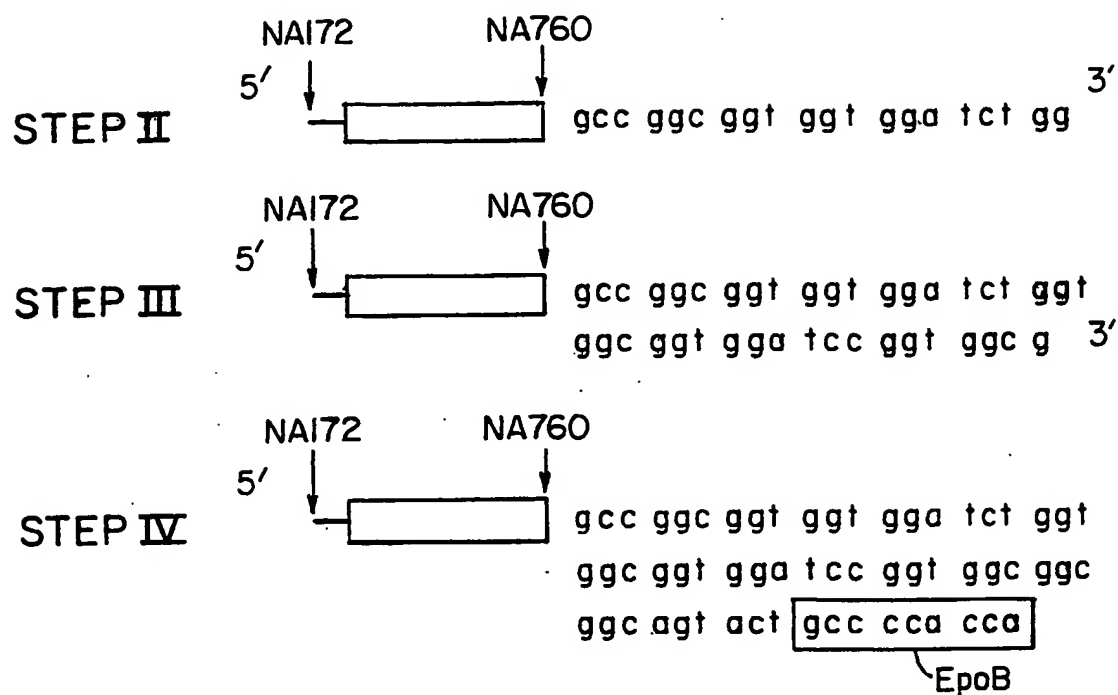 NA172 NA760
5' 3'
STEP II gcc ggc ggt ggt gga tct gg
NA172 NA760
5'
STEP III gcc ggc ggt ggt gga tct ggt
ggc ggt gga tcc ggt ggc g 3'
NA172 NA760
5'
STEP IV gcc ggc ggt ggt gga tct ggt
ggc ggt gga tcc ggt ggc ggc
ggc agt act gcc cca cca
EpoB